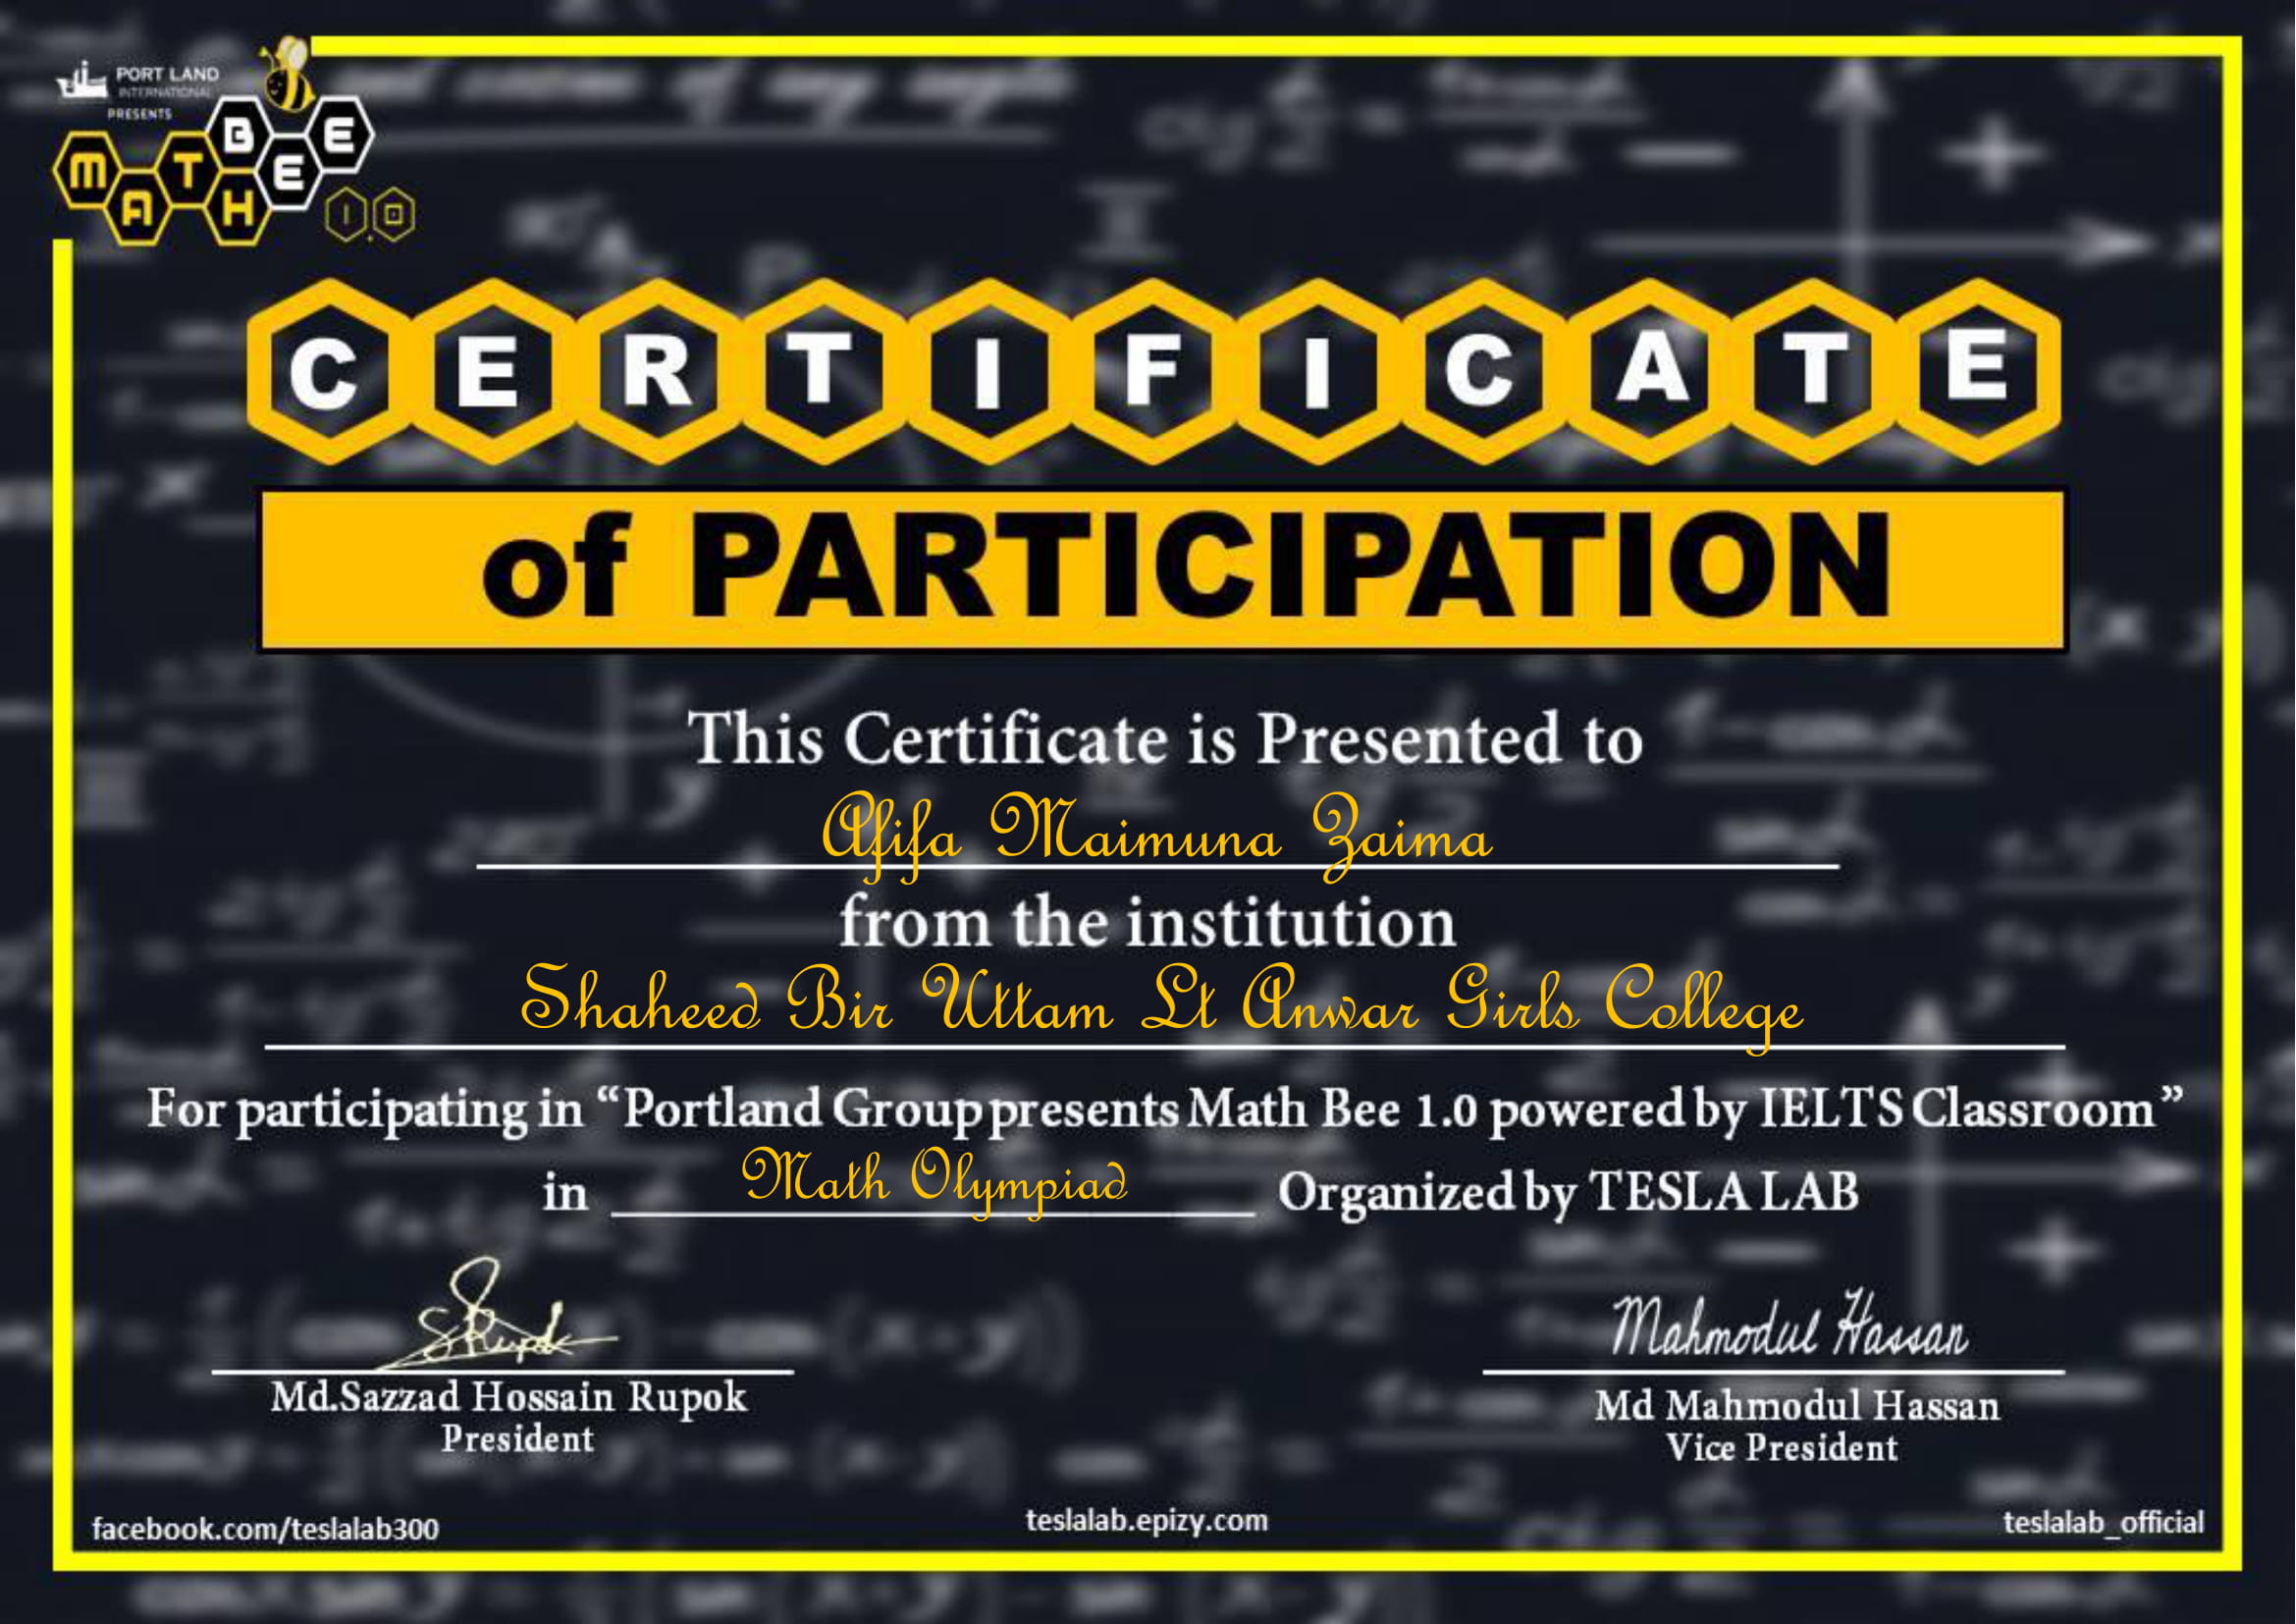 PORT LAND
INTERNATIONAL
PRESENTS
MATH BEE 1.0
CERTIFICATE
of PARTICIPATION
This Certificate is Presented to
Afifa Maimuna Zaima
from the institution
Shaheed Bir Uttam Lt Anwar Girls College
For participating in “Portland Group presents Math Bee 1.0 powered by IELTS Classroom”
in Math Olympiad Organized by TESLA LAB
SRupok
Mahmodul Hassan
Md.Sazzad Hossain Rupok
President
Md Mahmodul Hassan
Vice President
facebook.com/teslalab300
teslalab.epizy.com
teslalab_official